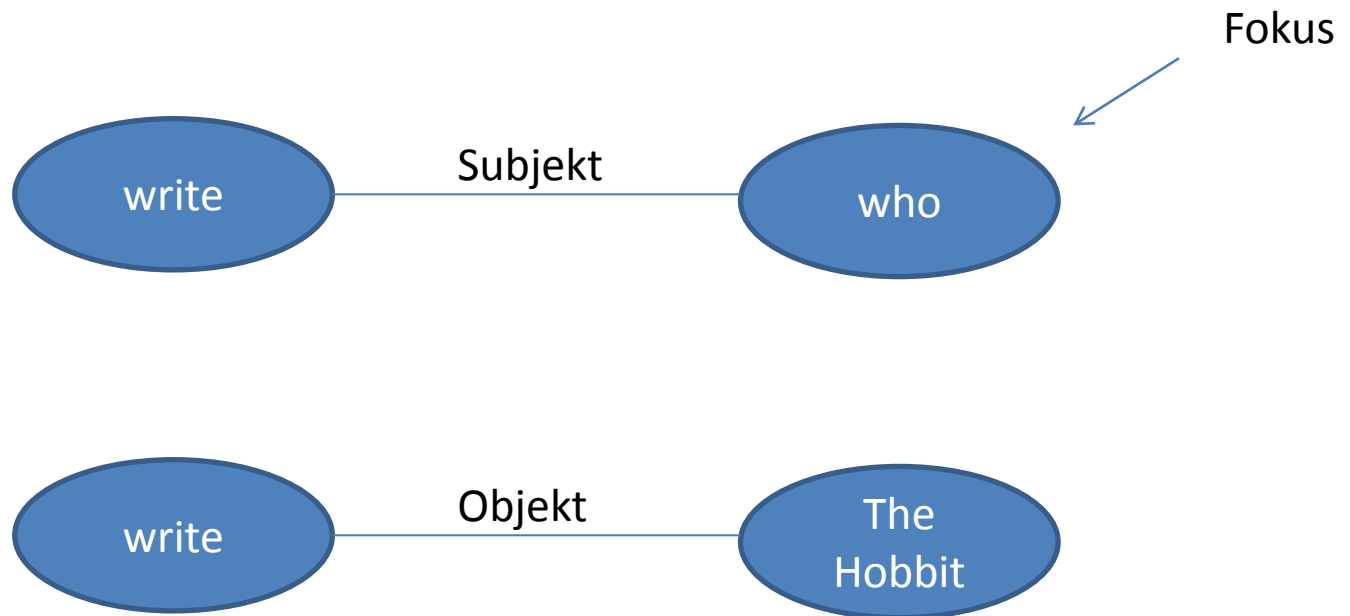 Fokus
Subjekt
write
who
Objekt
write
The
Hobbit